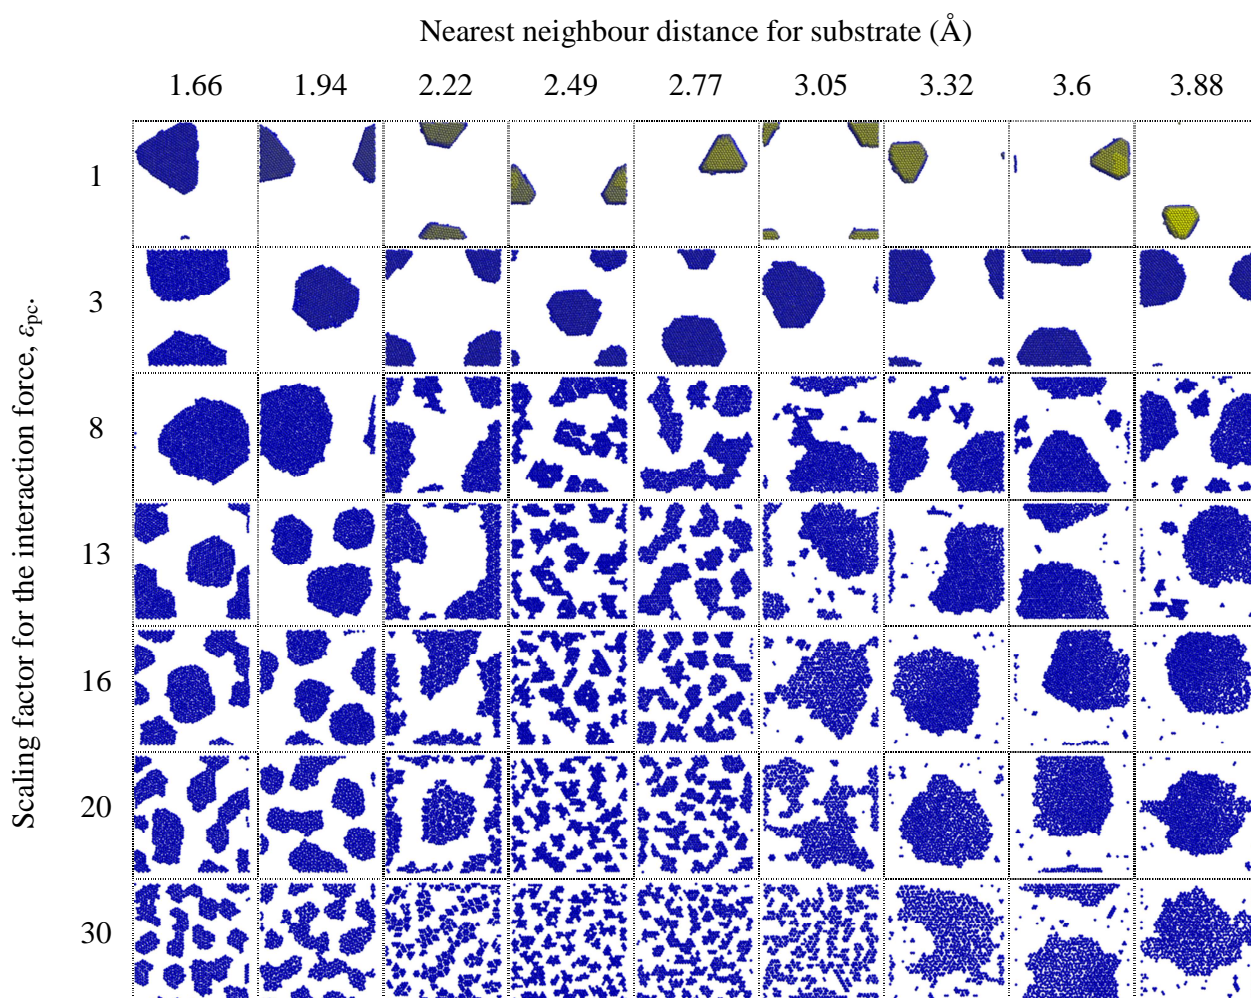 Nearest neighbour distance for substrate (Å)
1.66 1.94 2.22 2.49 2.77 3.05 3.32 3.6 3.88
Scaling factor for the interaction force, εpc.
1
3
8
13
16
20
30